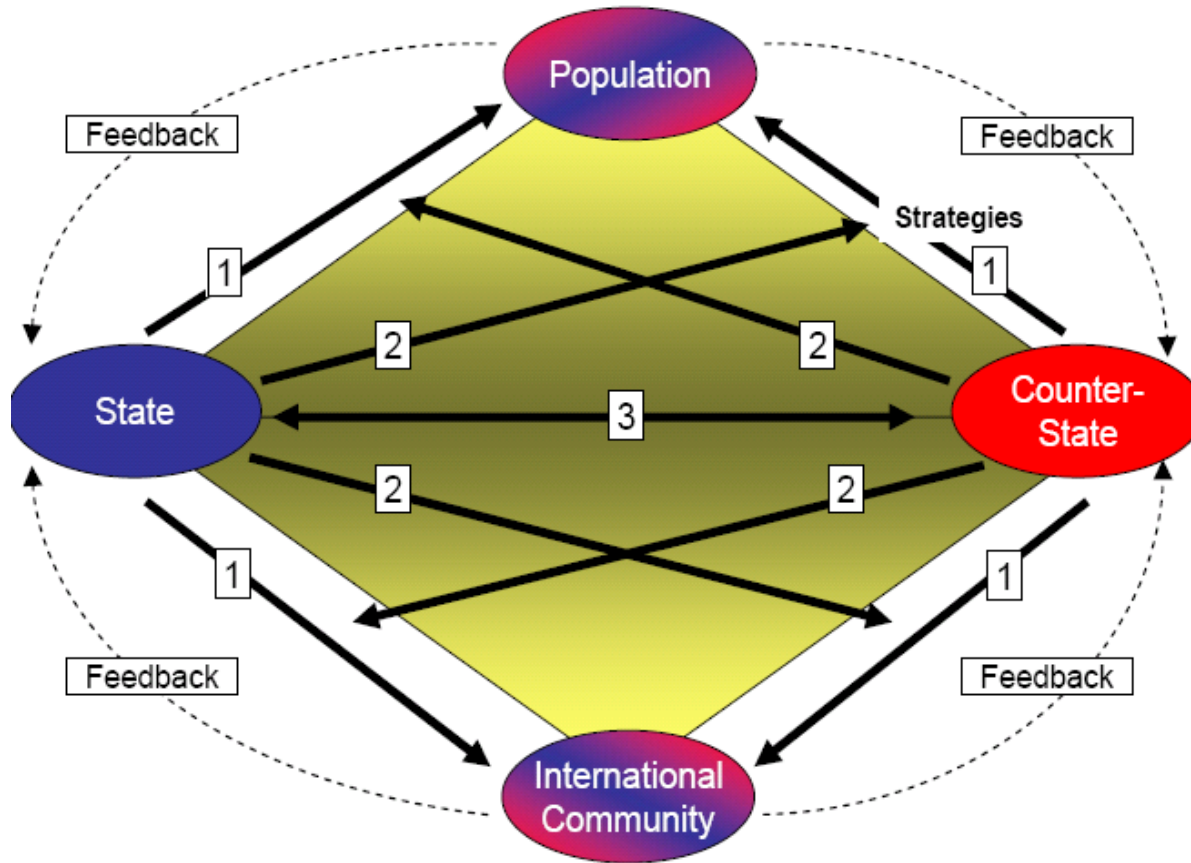 Population
Feedback
Feedback
Strategies
1
1
2
2
State
3
Counter-
State
2
2
1
1
Feedback
Feedback
International
Community